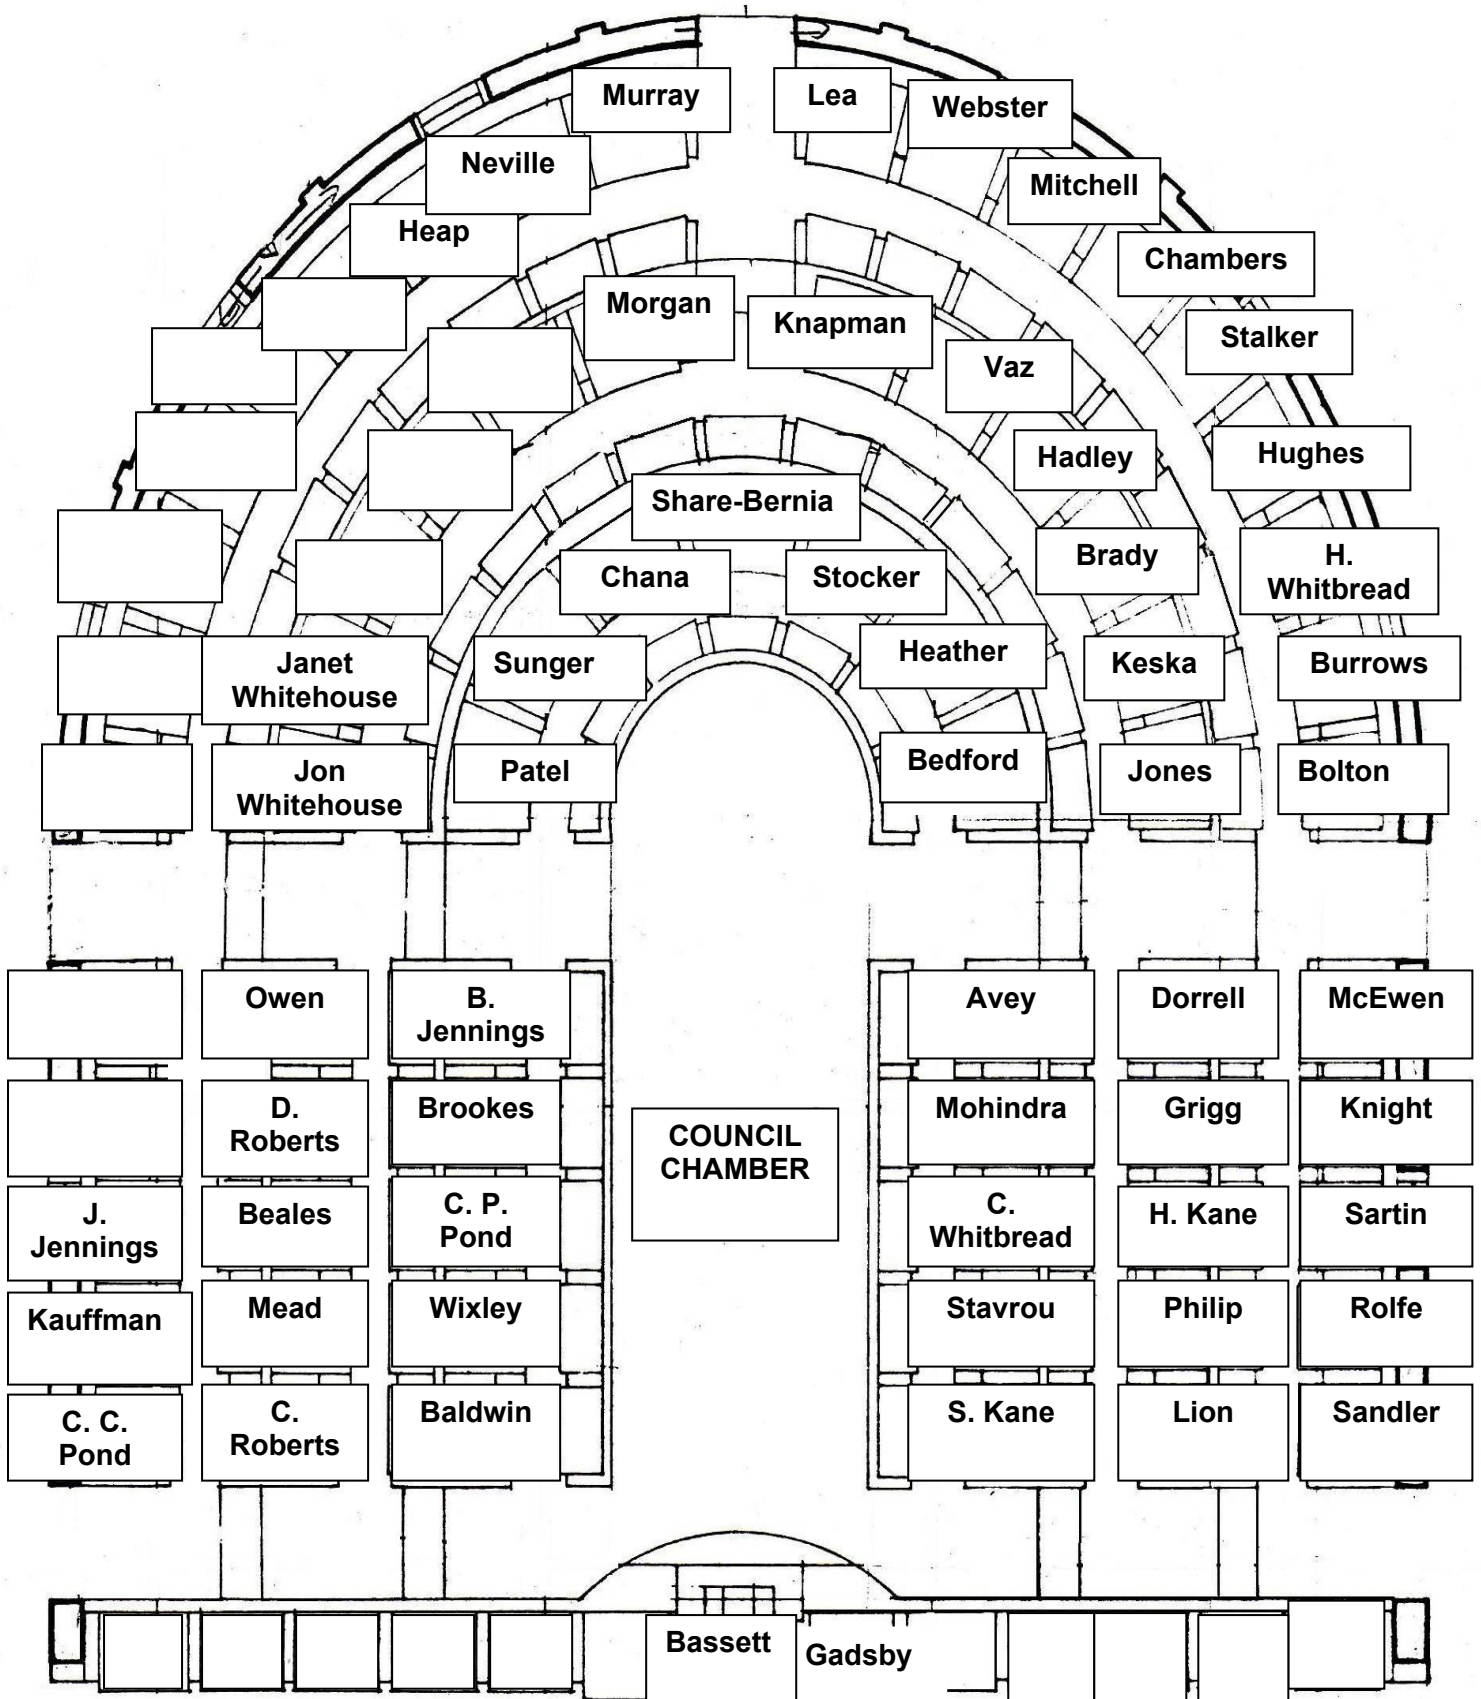 Murray
Lea
Webster
Neville
Mitchell
Heap
Chambers
Morgan
Knapman
Stalker
Vaz
Hadley
Hughes
Share-Bernia
Brady
H.
Whitbread
Chana
Stocker
Janet
Whitehouse
Sunger
Heather
Keska
Burrows
Jon
Whitehouse
Patel
Bedford
Jones
Bolton
Owen
B.
Jennings
Avey
Dorrell
McEwen
D.
Roberts
Brookes
COUNCIL
CHAMBER
Mohindra
Grigg
Knight
J.
Jennings
Beales
C. P.
Pond
C.
Whitbread
H. Kane
Sartin
Kauffman
Mead
Wixley
Stavrou
Philip
Rolfe
C. C.
Pond
C.
Roberts
Baldwin
S. Kane
Lion
Sandler
Bassett
Gadsby